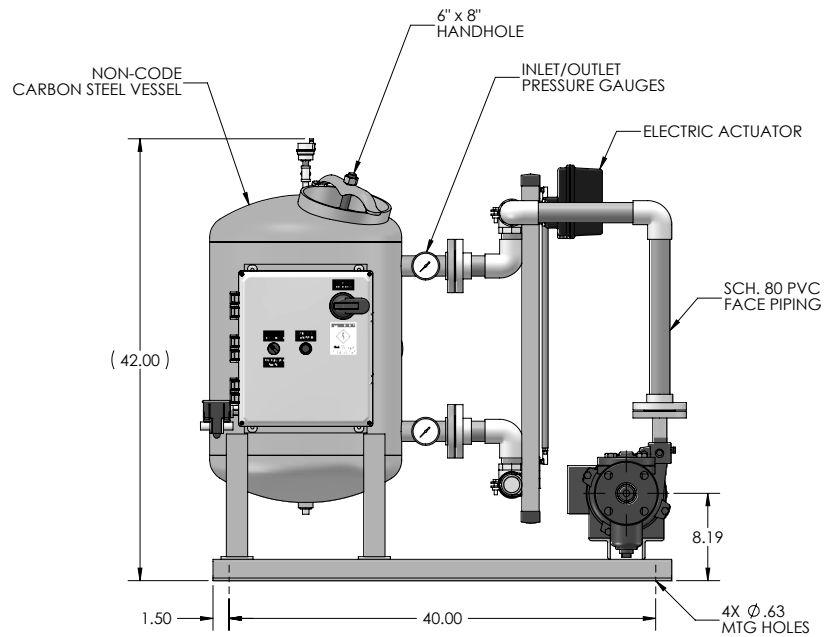 6" x 8"
HANDHOLE
NON-CODE
CARBON STEEL VESSEL
INLET/OUTLET
PRESSURE GAUGES
ELECTRIC ACTUATOR
SCH. 80 PVC
FACE PIPING
( 42.00 )
8.19
1.50
40.00
4X Ø.63
MTG HOLES